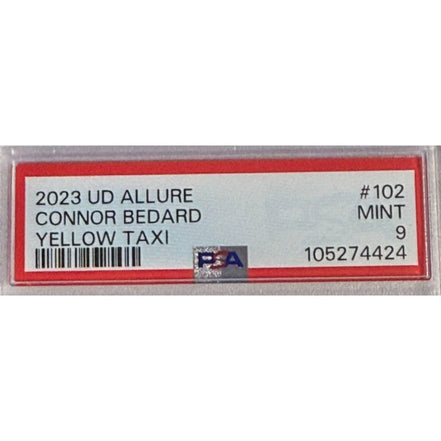 2023 UD ALLURE #102
CONNOR BEDARD MINT
YELLOW TAXI 9
PSA 105274424